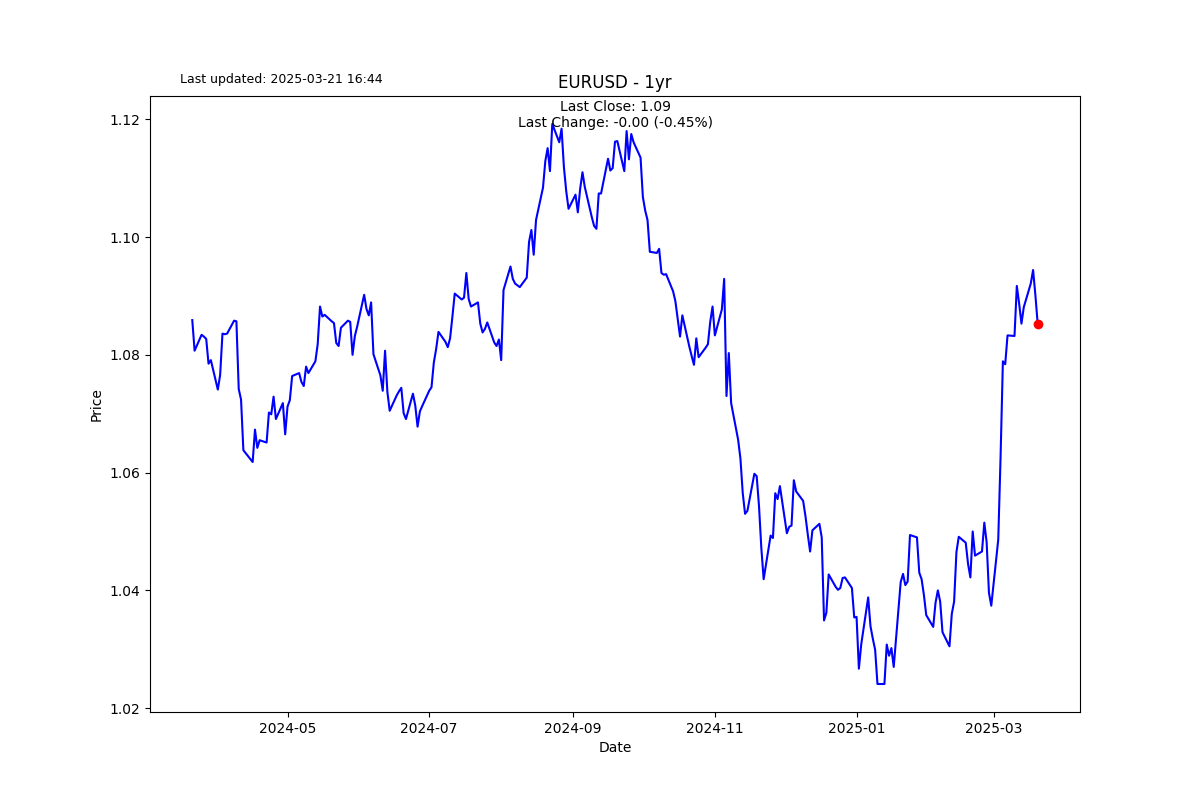 Last updated: 2025-03-21 16:44
EURUSD - 1yr
Last Close: 1.09
Last Change: -0.00 (-0.45%)
1.12
1.10
1.08
1.06
1.04
1.02
Price
2024-05
2024-07
2024-09
2024-11
2025-01
2025-03
Date